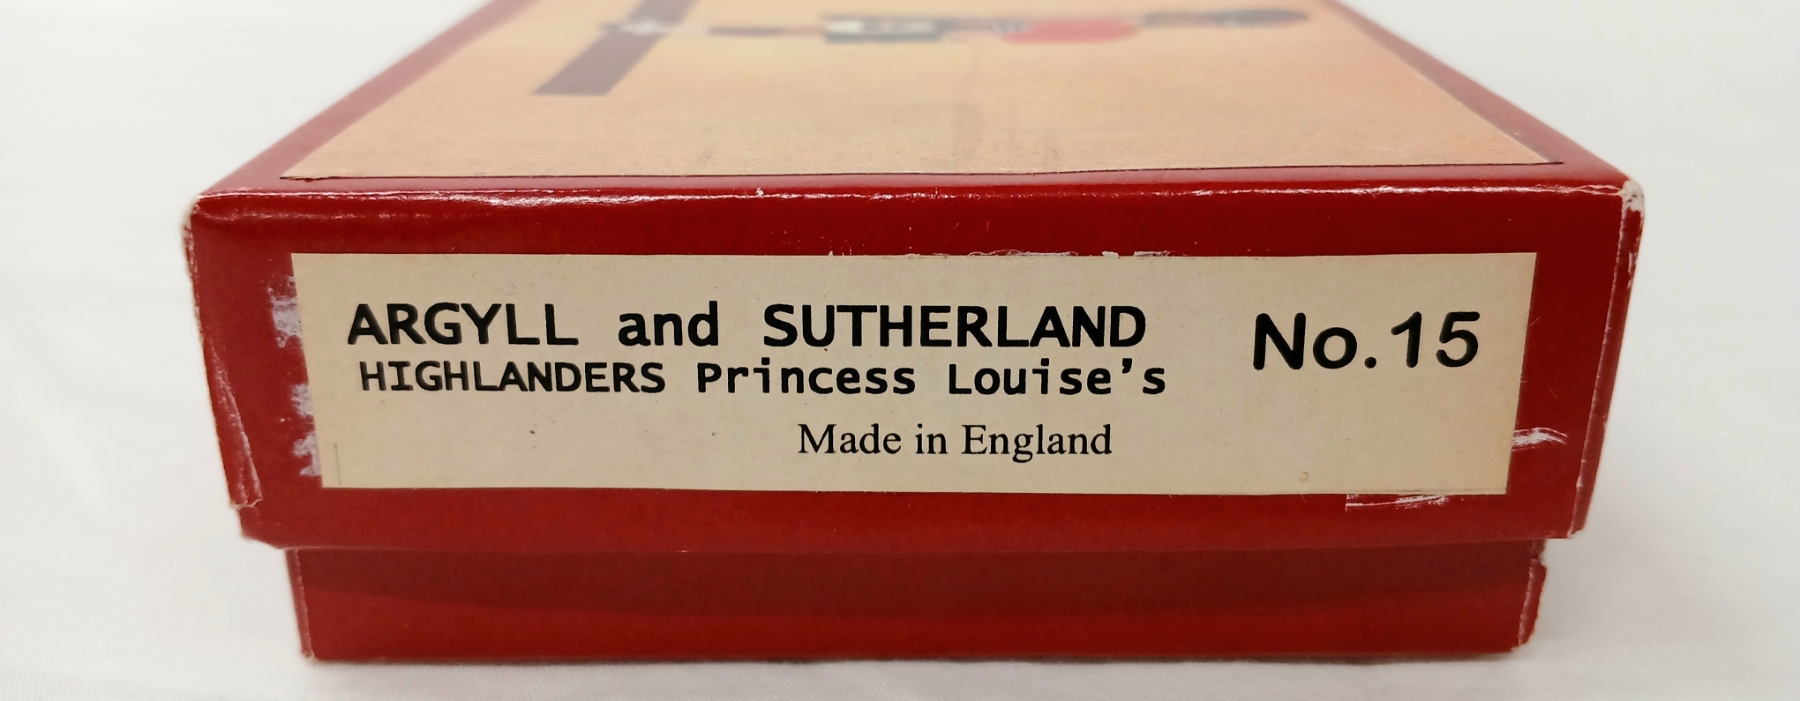 ARGYLL and SUTHERLAND
HIGHLANDERS Princess Louise's
No.15
Made in England